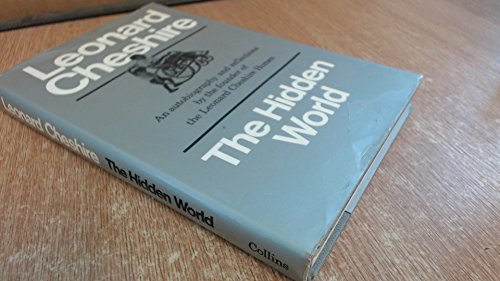 Leonard
Cheshire
An autobiography and reflections
by the founder of
the Leonard Cheshire Homes
The Hidden
World
Leonard Cheshire The Hidden World Collins